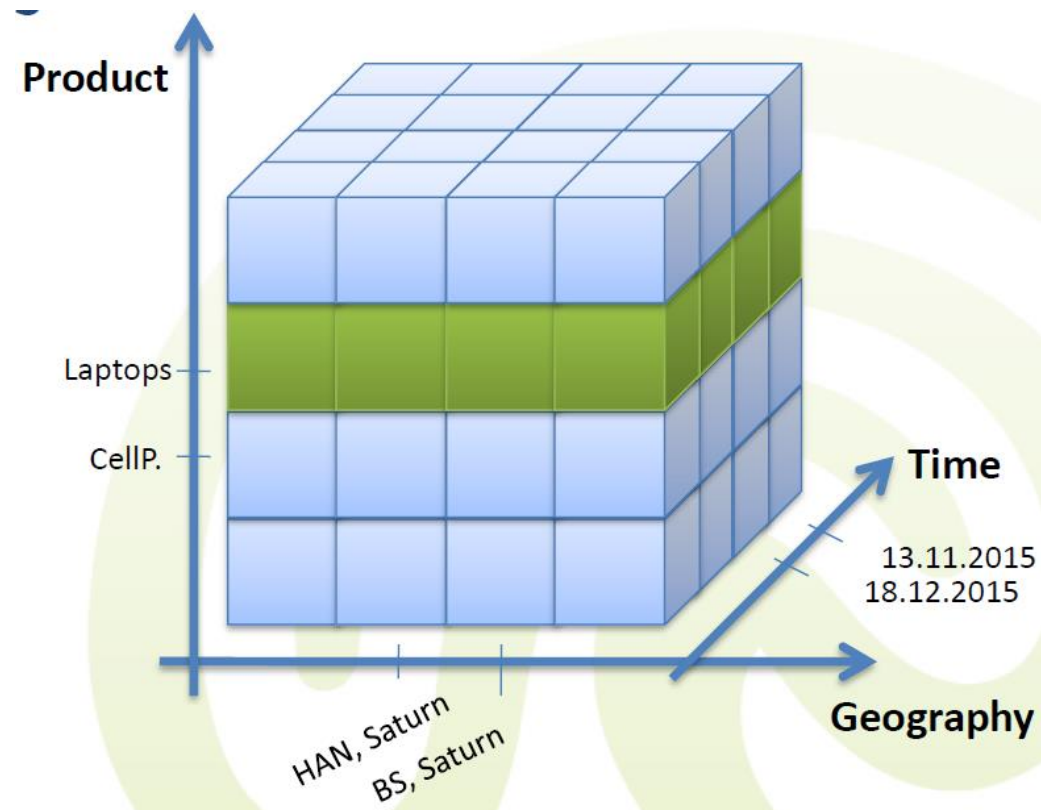 Product
Laptops
CellP.
Time
13.11.2015
18.12.2015
HAN, Saturn
BS, Saturn
Geography